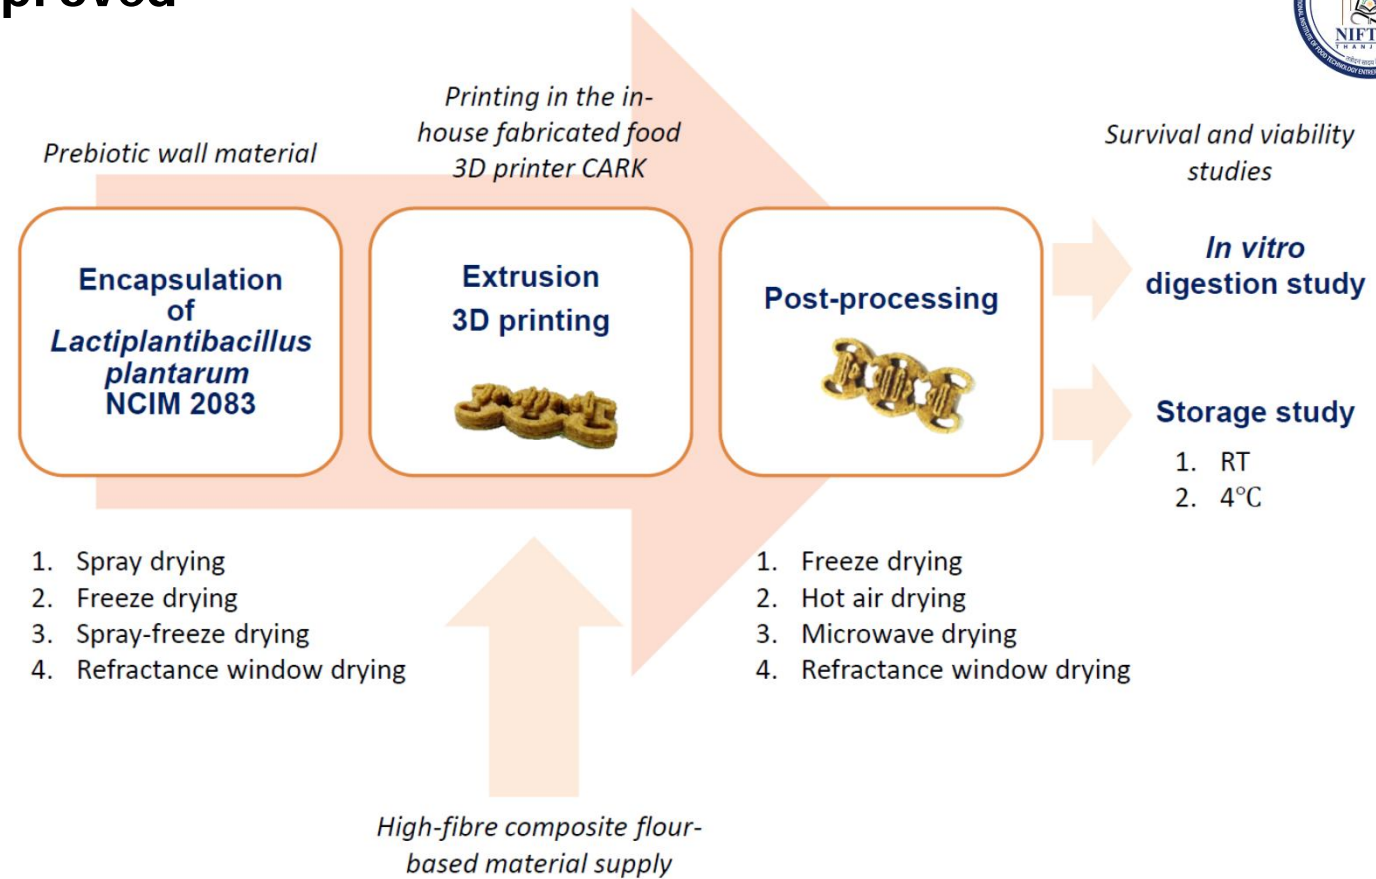 proved
NIFT
THANJ
Prebiotic wall material
Printing in the in-
house fabricated food
3D printer CARK
Survival and viability
studies
Encapsulation
of
Lactiplantibacillus
plantarum
NCIM 2083
Extrusion
3D printing
Post-processing
In vitro
digestion study
Storage study
1. RT
2. 4°C
1. Spray drying
2. Freeze drying
3. Spray-freeze drying
4. Refractance window drying
1. Freeze drying
2. Hot air drying
3. Microwave drying
4. Refractance window drying
High-fibre composite flour-
based material supply